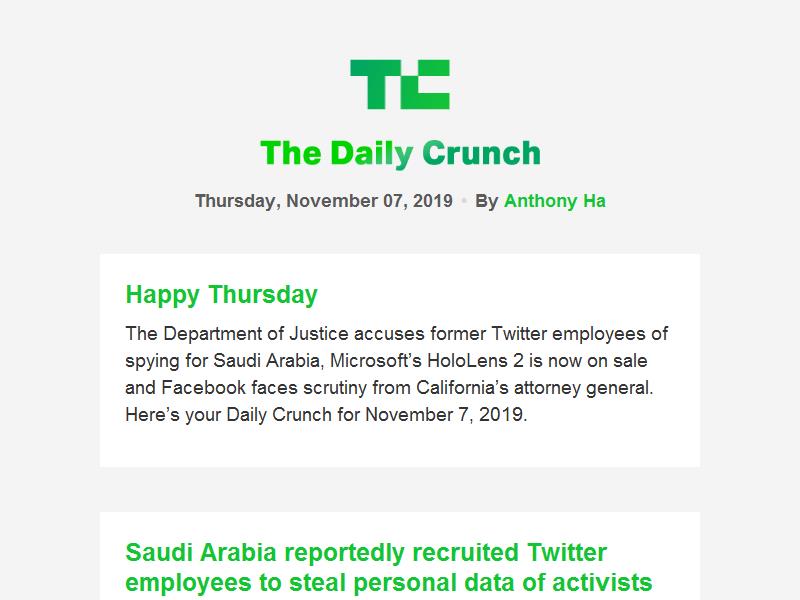 TC
The Daily Crunch
Thursday, November 07, 2019 • By Anthony Ha
Happy Thursday
The Department of Justice accuses former Twitter employees of
spying for Saudi Arabia, Microsoft’s HoloLens 2 is now on sale
and Facebook faces scrutiny from California’s attorney general.
Here’s your Daily Crunch for November 7, 2019.
Saudi Arabia reportedly recruited Twitter
employees to steal personal data of activists